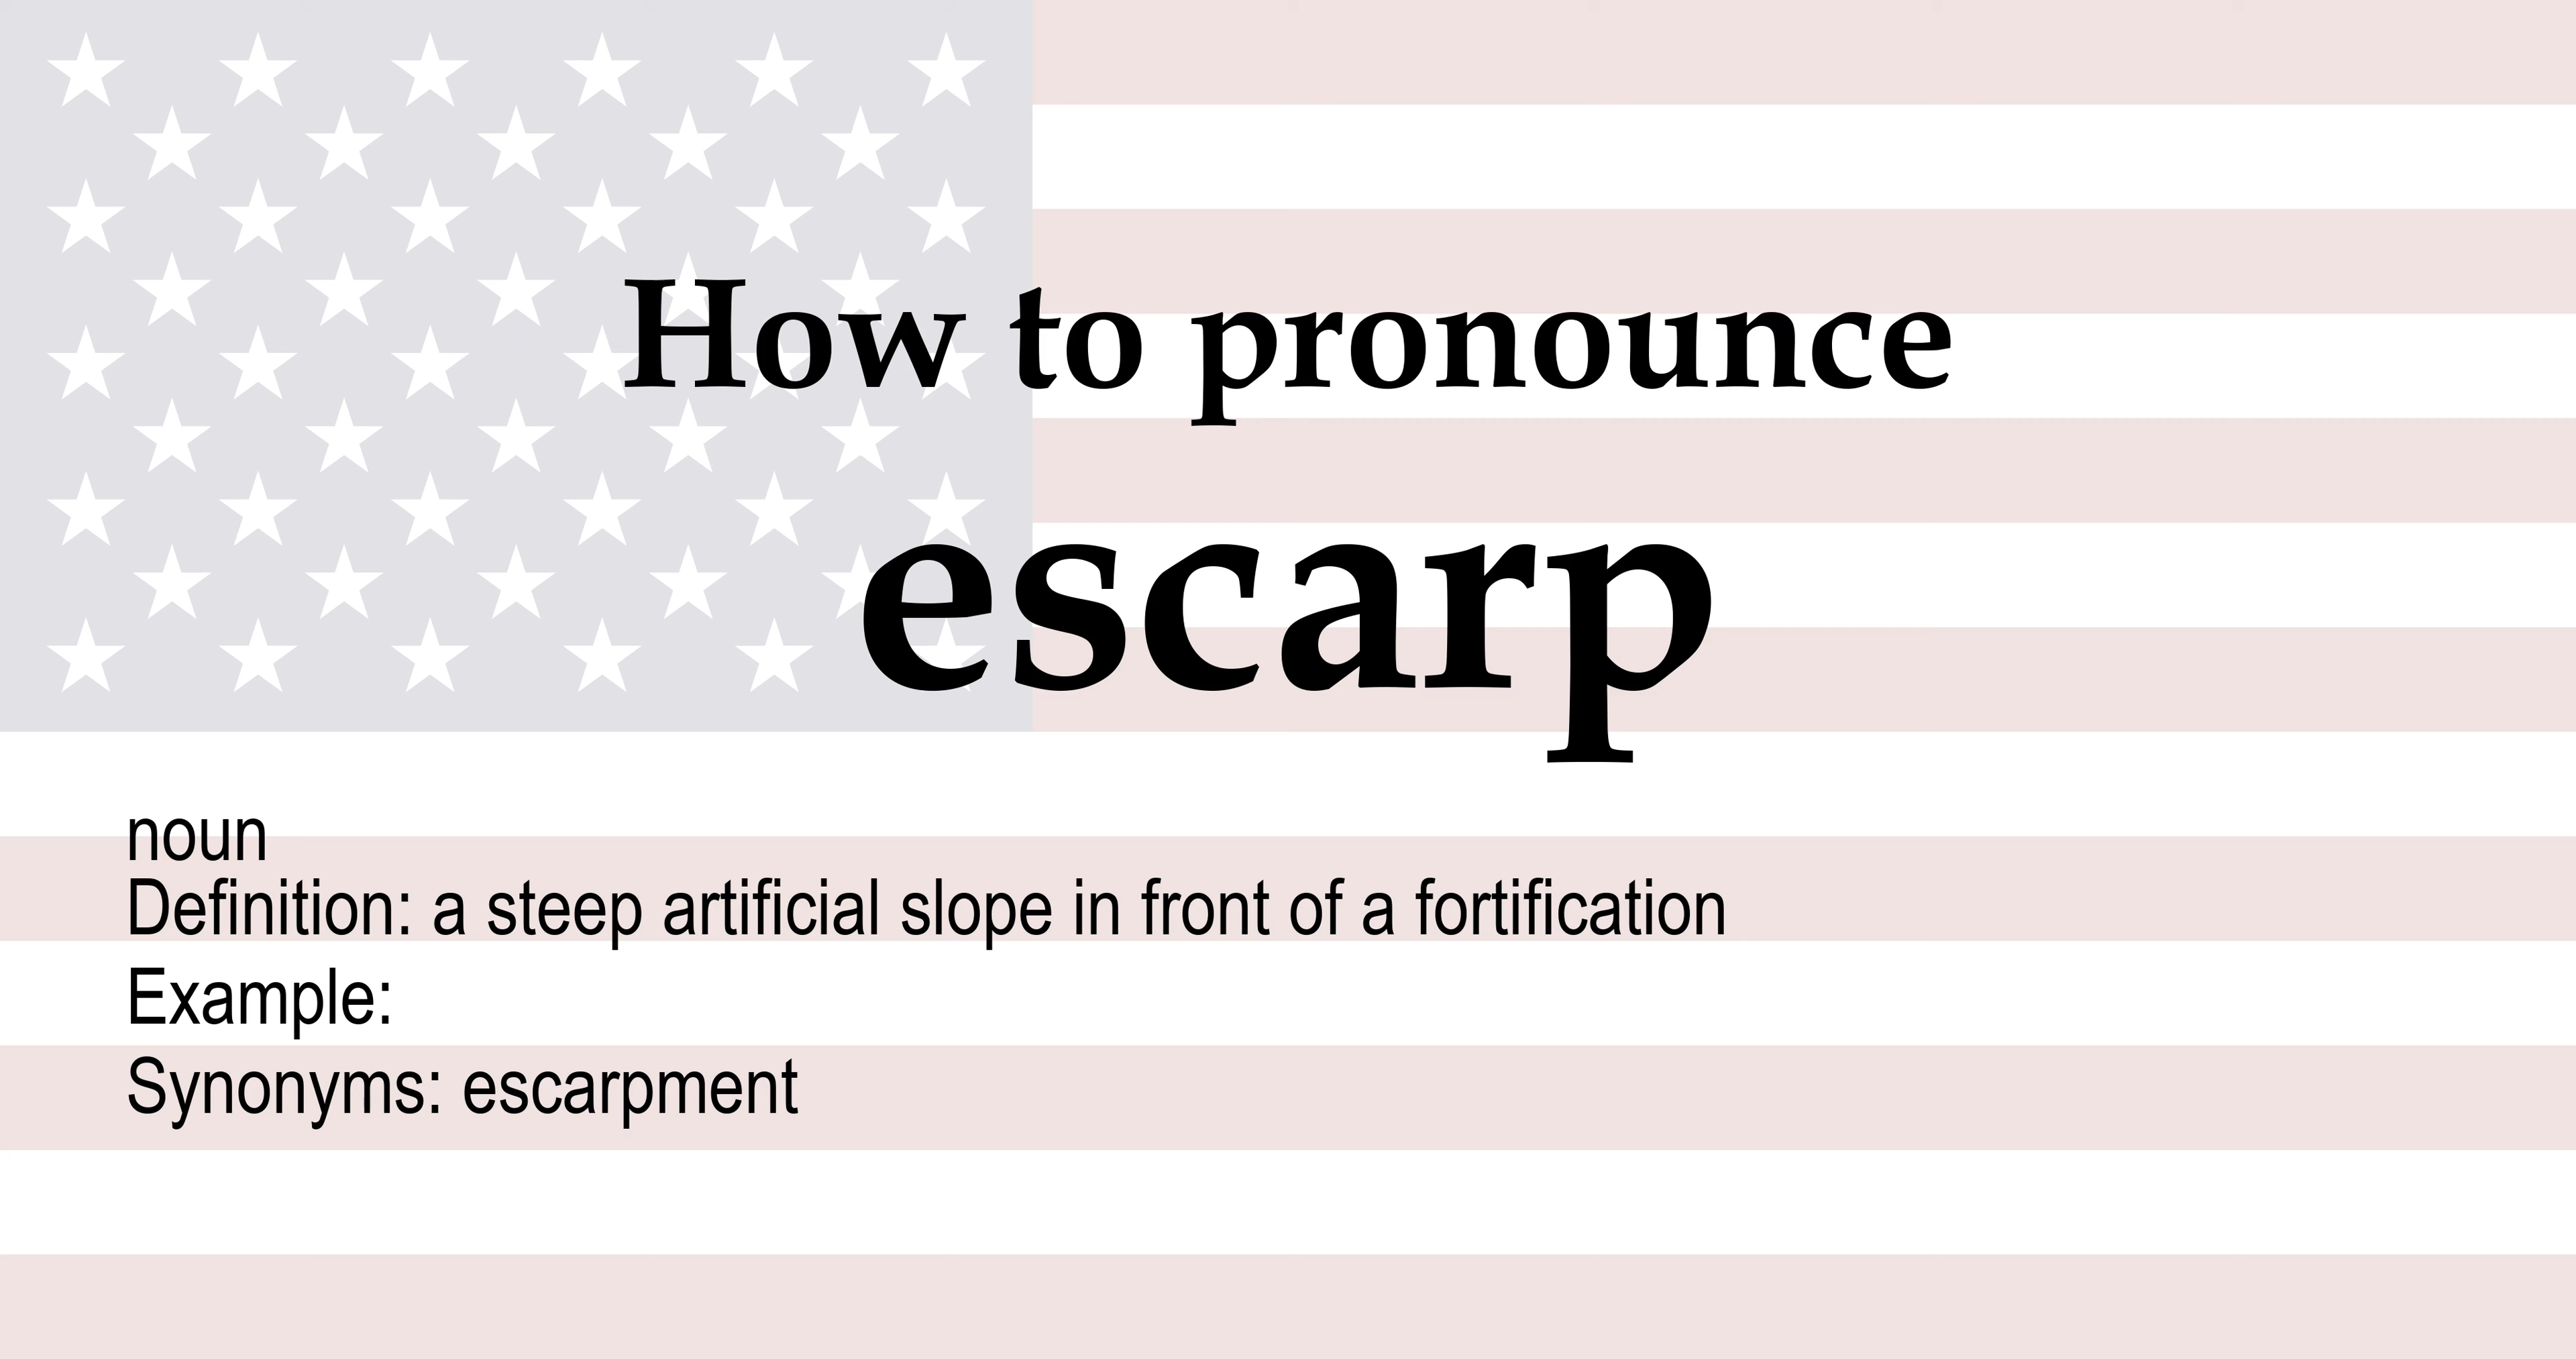 How to pronounce
escarp
noun
Definition: a steep artificial slope in front of a fortification
Example:
Synonyms: escarpment